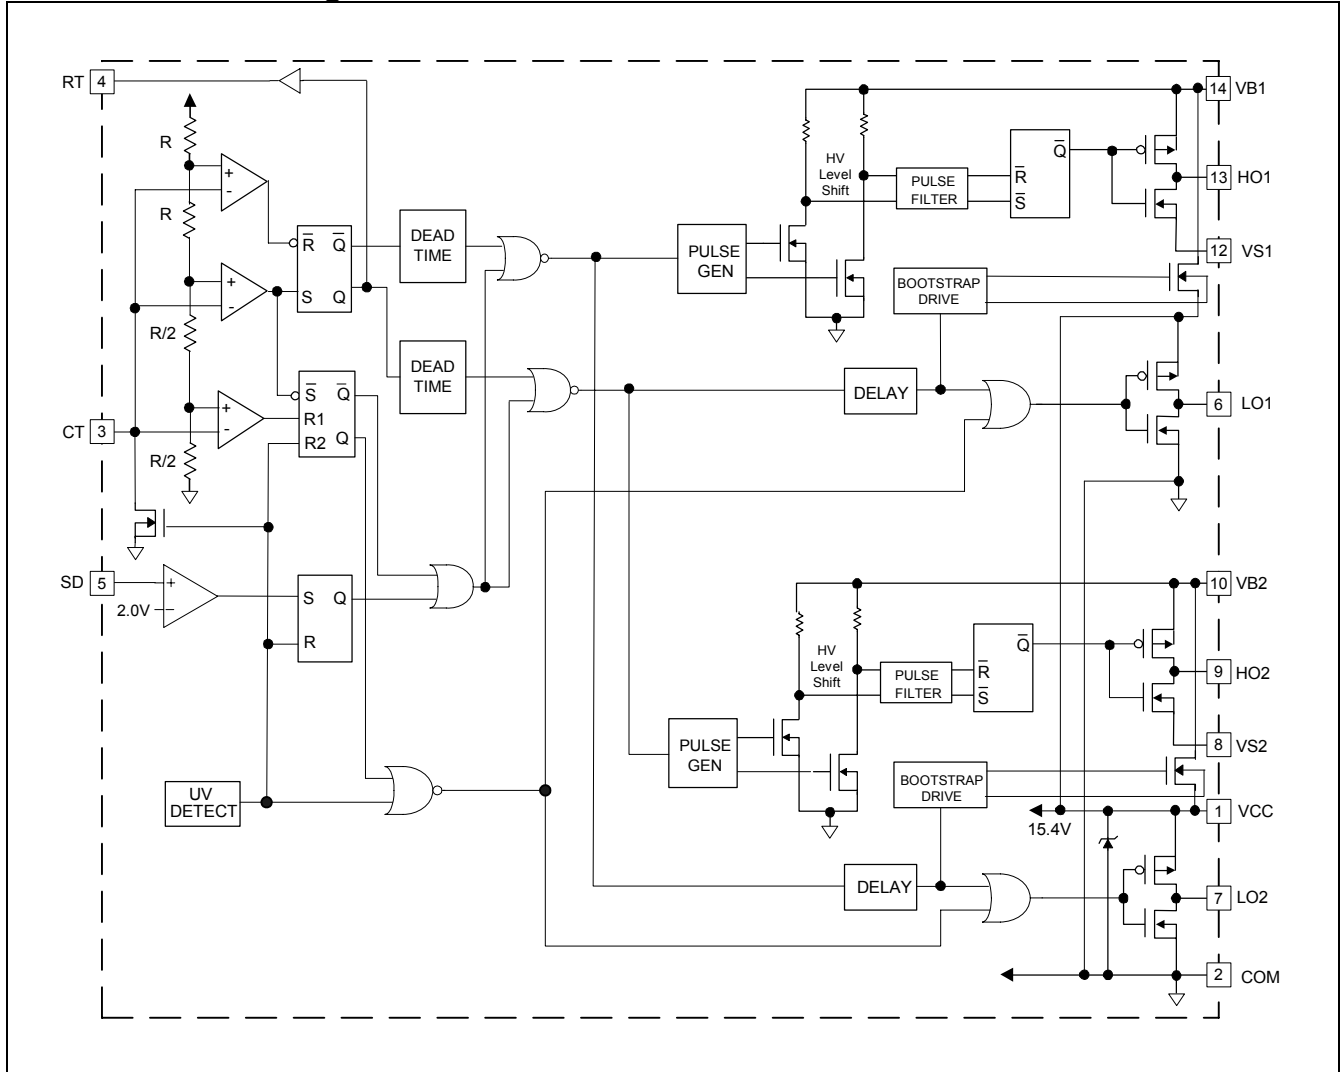 RT 4
14 VB1
R
HV
Level
Shift
Q̅
+
-
PULSE
FILTER
R̅
S̅
13 HO1
R
DEAD
TIME
R̅ Q̅
S Q
PULSE
GEN
12 VS1
+
-
BOOTSTRAP
DRIVE
R/2
DEAD
TIME
S̅ Q̅
R1
R2 Q
DELAY
6 LO1
CT 3
+
-
R/2
SD 5
+
2.0V
S Q
R
10 VB2
HV
Level
Shift
Q̅
PULSE
FILTER
R̅
S̅
9 HO2
PULSE
GEN
8 VS2
UV
DETECT
BOOTSTRAP
DRIVE
15.4V
1 VCC
DELAY
7 LO2
2 COM